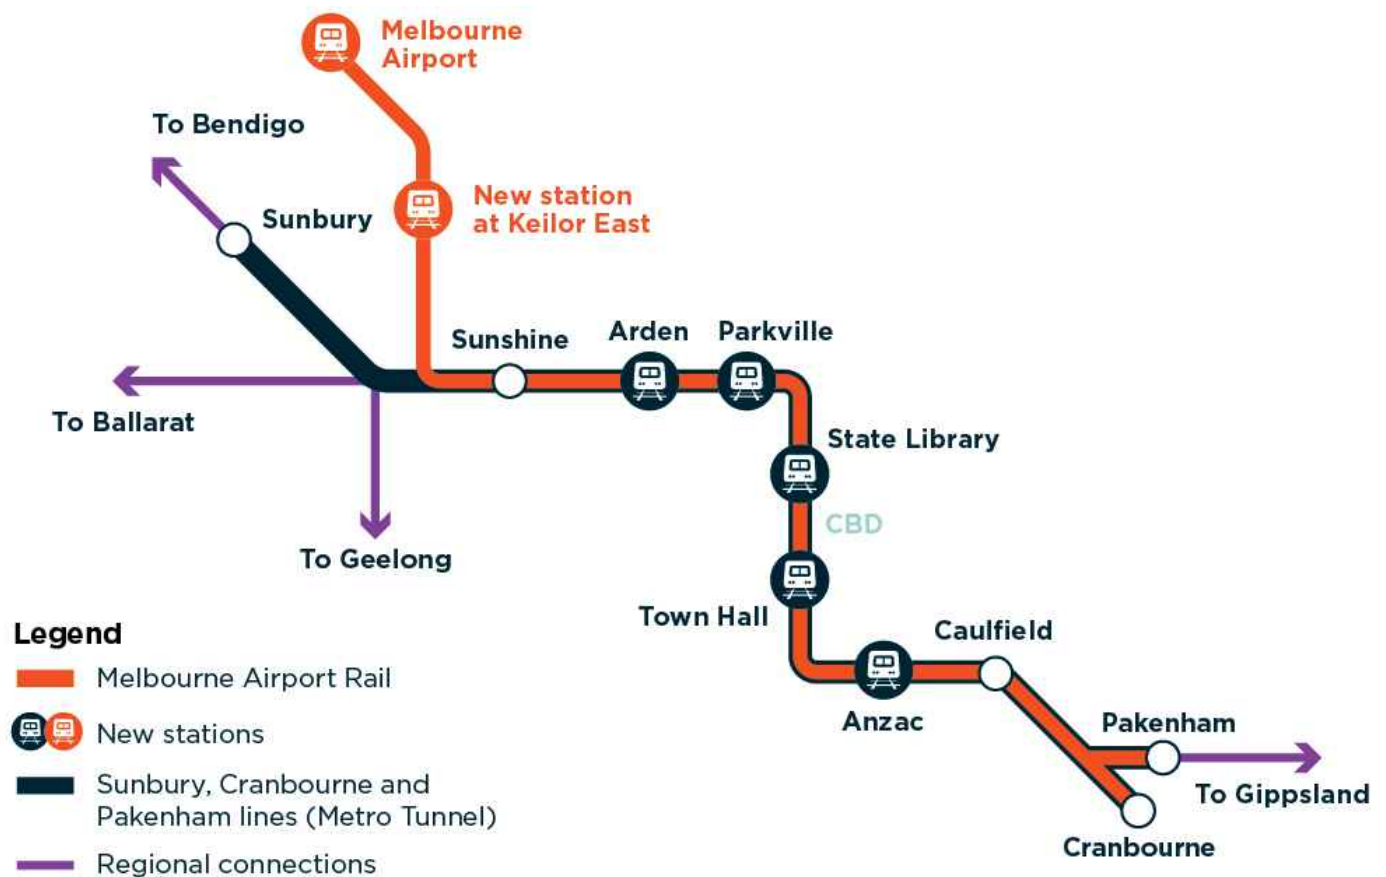 Melbourne
Airport
To Bendigo
New station
at Keilor East
Sunbury
Sunshine
Arden
Parkville
To Ballarat
State Library
CBD
To Geelong
Town Hall
Caulfield
Anzac
Pakenham
To Gippsland
Cranbourne
Legend
Melbourne Airport Rail
New stations
Sunbury, Cranbourne and
Pakenham lines (Metro Tunnel)
Regional connections